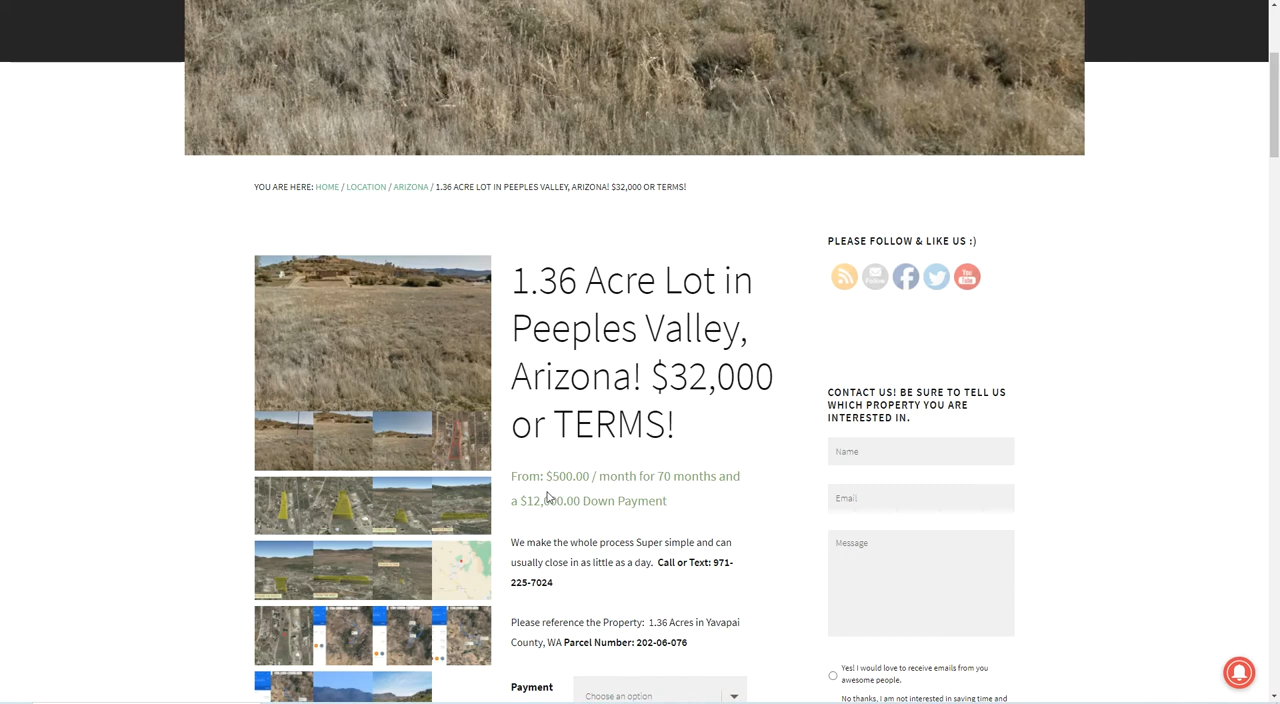 YOU ARE HERE: HOME / LOCATION / ARIZONA / 1.36 ACRE LOT IN PEEPLES VALLEY, ARIZONA! $32,000 OR TERMS!
1.36 Acre Lot in
Peeples Valley,
Arizona! $32,000
or TERMS!
From: $500.00 / month for 70 months and
a $12,000.00 Down Payment
We make the whole process Super simple and can
usually close in as little as a day. Call or Text: 971-
225-7024
Please reference the Property: 1.36 Acres in Yavapai
County, WA Parcel Number: 202-06-076
Payment
Choose an option
PLEASE FOLLOW & LIKE US :)
Follow
You
Tube
CONTACT US! BE SURE TO TELL US
WHICH PROPERTY YOU ARE
INTERESTED IN.
Name
Email
Message
Yes! I would love to receive emails from you
awesome people.
No thanks, I am not interested in saving time and